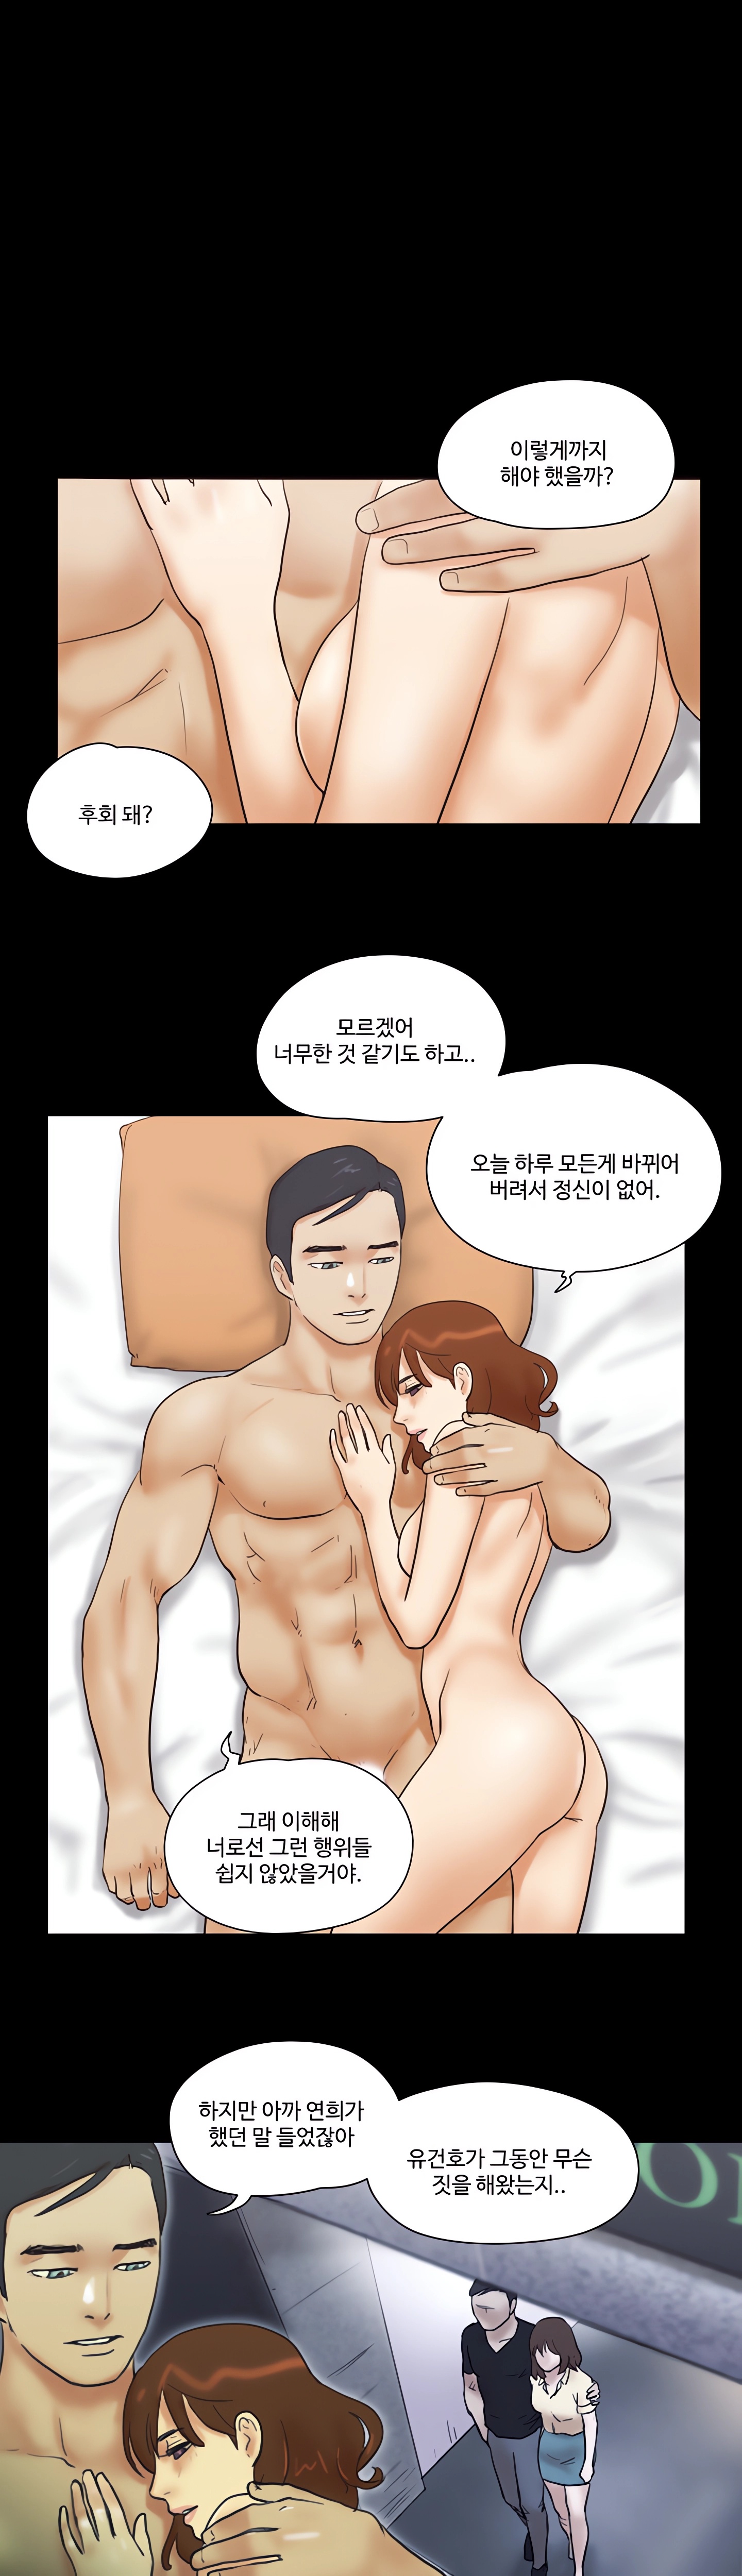 이렇게까지
해야 했을까?
후회 돼?
모르겠어
너무한 것 같기도 하고..
오늘 하루 모든게 바뀌어
버려서 정신이 없어.
그래 이해해
너로선 그런 행위들
쉽지 않았을거야.
하지만 아까 연희가
했던 말 들었잖아
유건호가 그동안 무슨
짓을 해왔는지..